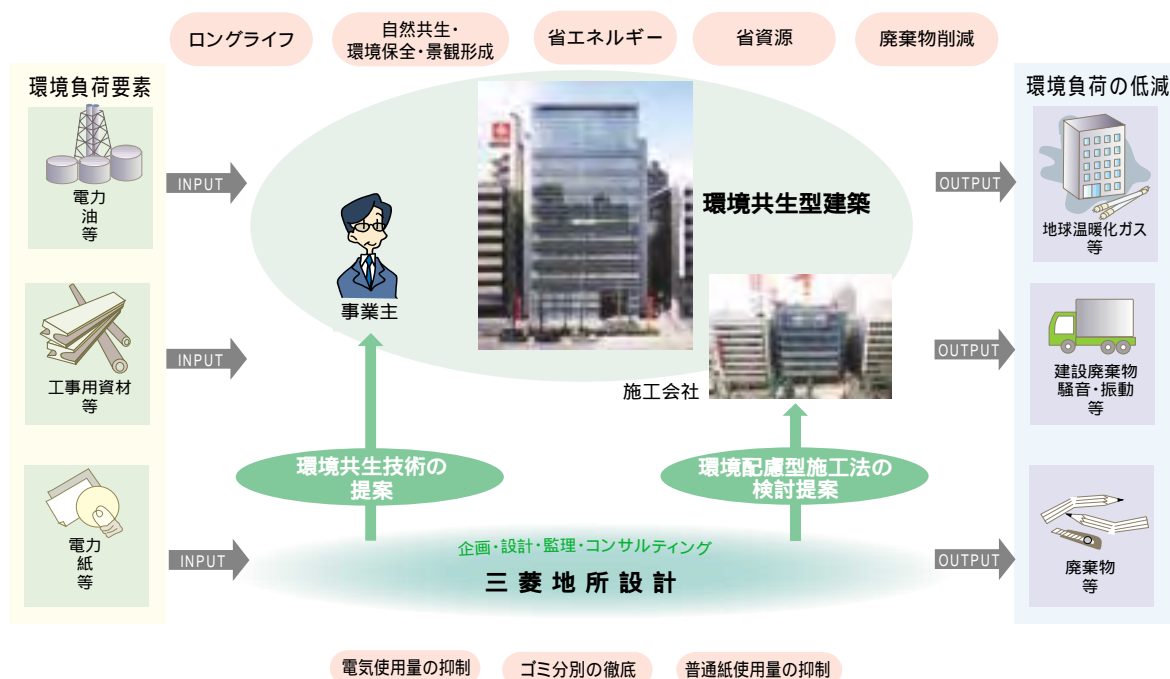 ロングライフ
自然共生・
環境保全・景観形成
省エネルギー
省資源
廃棄物削減
環境負荷要素
電力
油
等
INPUT
工事用資材
等
INPUT
電力
紙
等
INPUT
環境共生型建築
事業主
施工会社
環境共生技術の
提案
環境配慮型施工法の
検討提案
企画・設計・監理・コンサルティング
三菱地所設計
環境負荷の低減
OUTPUT
地球温暖化ガス
等
OUTPUT
建設廃棄物
騒音・振動
等
OUTPUT
廃棄物
等
電気使用量の抑制
ゴミ分別の徹底
普通紙使用量の抑制